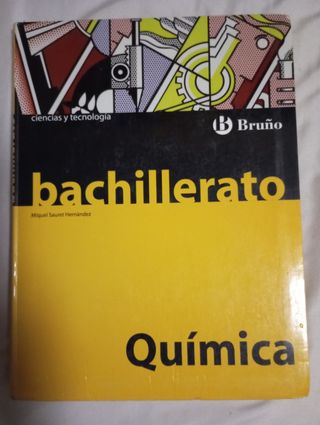 ciencias y tecnología
B Bruño
bachillerato
Miquel Sauret Hernández
Química